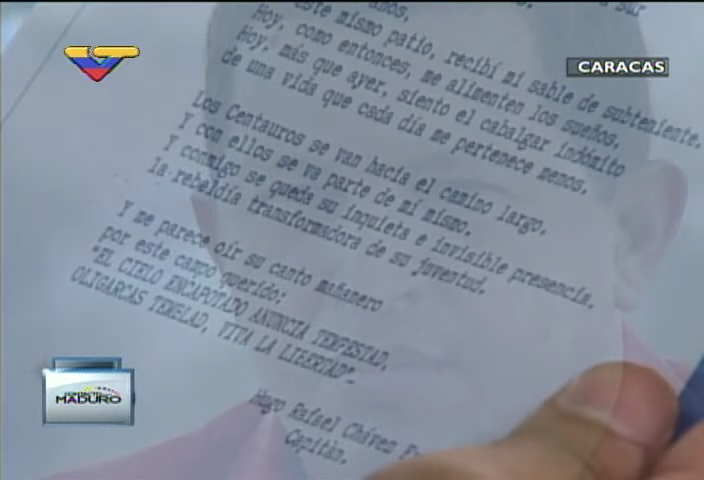 años,
este mismo patio, recibí mi sable de subteniente.
Hoy, como entonces, me alimenten los sueños.
Hoy, más que ayer, siento el cabalgar indómito
de una vida que cada día me pertenece menos.
Los Centauros se van hacia el camino largo,
y con ellos se va parte de mí mismo.
Y conmigo se queda su inquieta e invisible presencia,
la rebeldía transformadora de su juventud.
Y me parece oír su canto mañanero
por este campo querido:
"EL CIELO ENCAPOTADO ANUNCIA TEMPESTAD,
OLIGARCAS TEMBLAD, VIVA LA LIBERTAD".
Hugo Rafael Chávez F
Capitán.
CARACAS
CONTACTO
MADURO